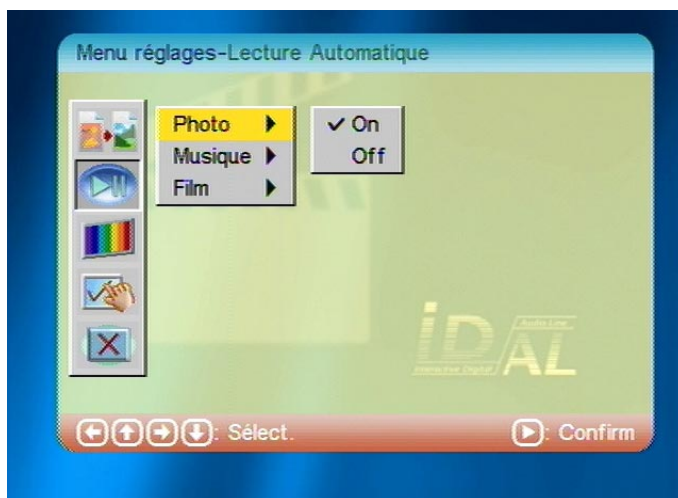 Menu réglages-Lecture Automatique
Photo
Musique
Film
On
Off
iDAL
Audio Line
Interactive Digital
: Sélect.
: Confirm